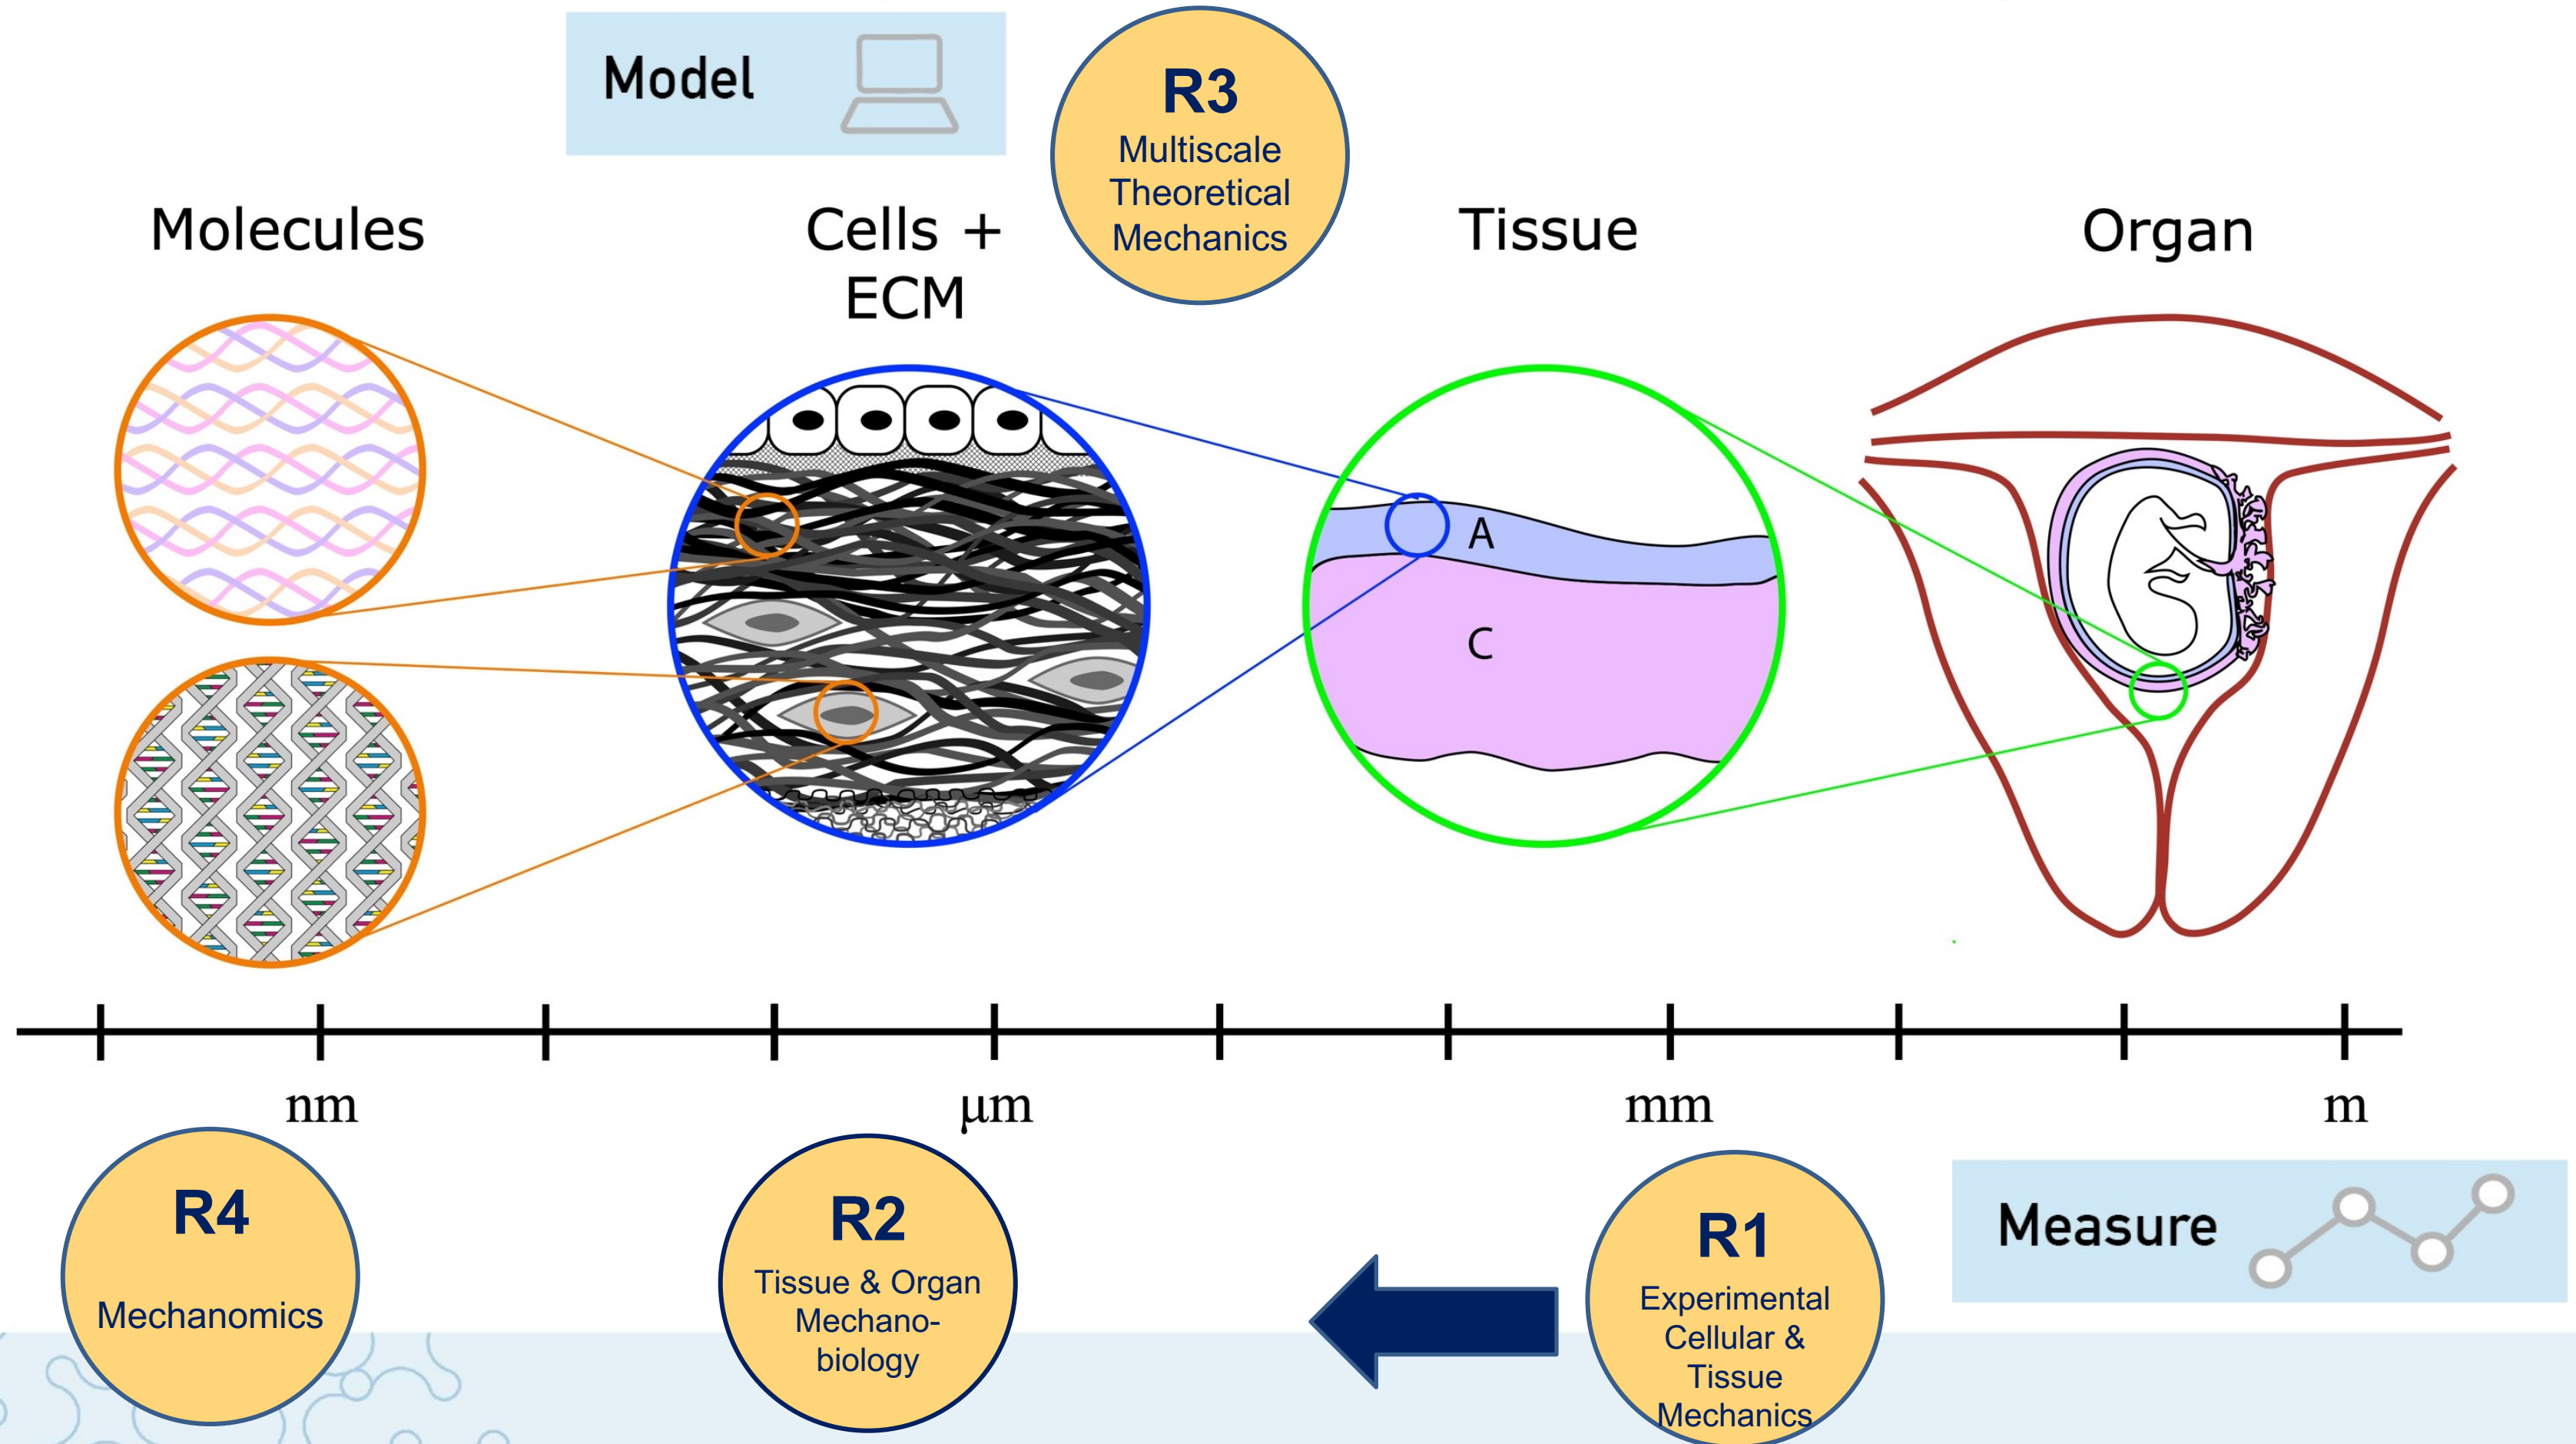 Model
R3
Multiscale
Theoretical
Mechanics
Molecules
Cells +
ECM
Tissue
Organ
A
C
nm
μm
mm
m
R4
Mechanomics
R2
Tissue & Organ
Mechano-
biology
R1
Experimental
Cellular &
Tissue
Mechanics
Measure